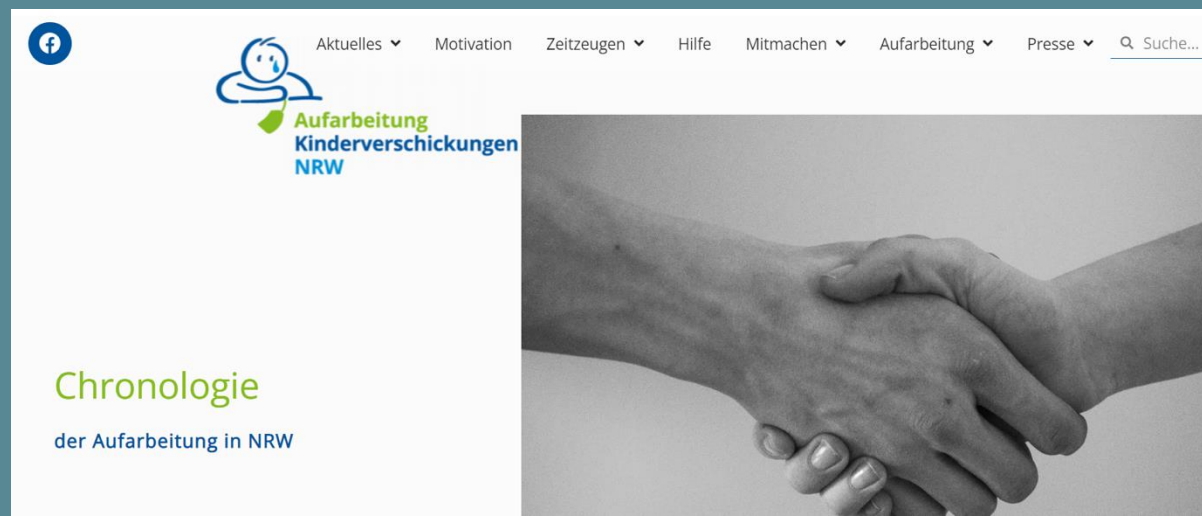 Aktuelles Motivation Zeitzeugen Hilfe Mitmachen Aufarbeitung Presse Suche...
Aufarbeitung
Kinderverschickungen
NRW
Chronologie
der Aufarbeitung in NRW